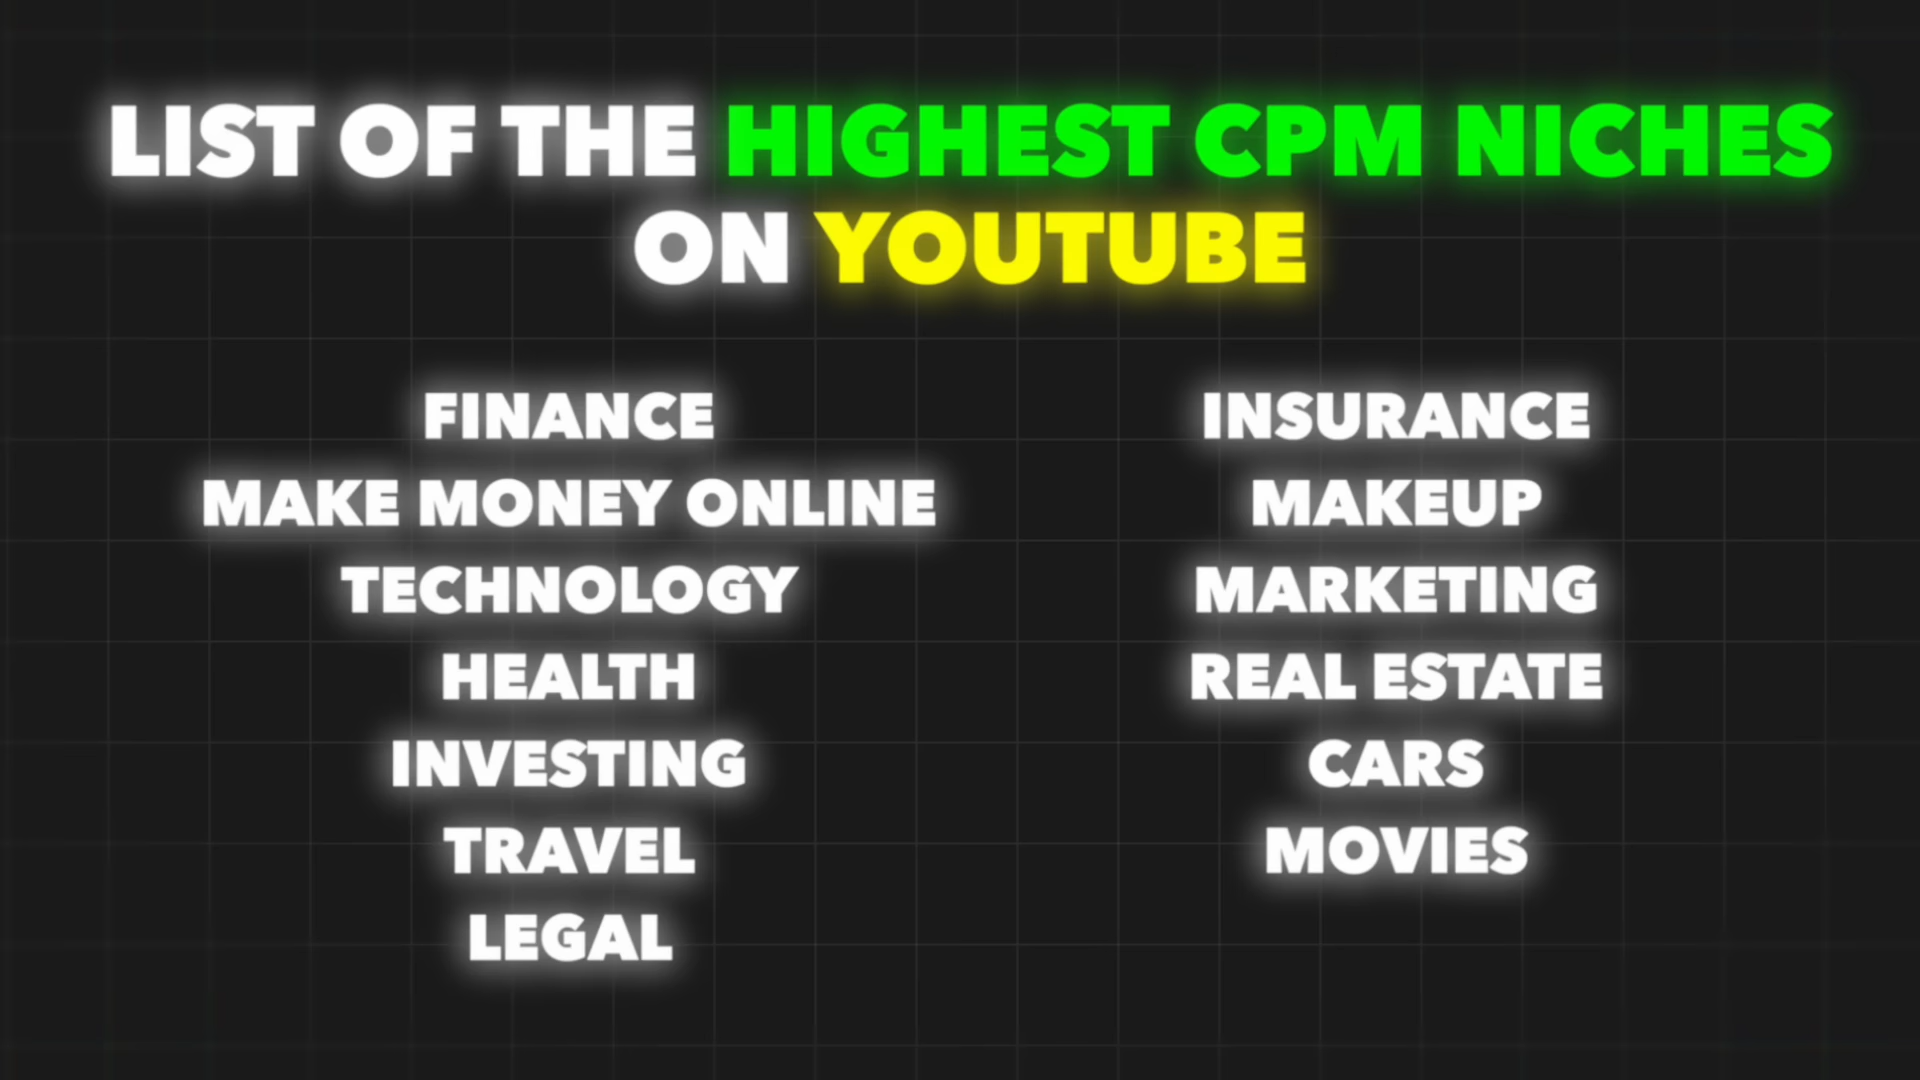 LIST OF THE HIGHEST CPM NICHES
ON YOUTUBE
FINANCE
MAKE MONEY ONLINE
TECHNOLOGY
HEALTH
INVESTING
TRAVEL
LEGAL
INSURANCE
MAKEUP
MARKETING
REAL ESTATE
CARS
MOVIES